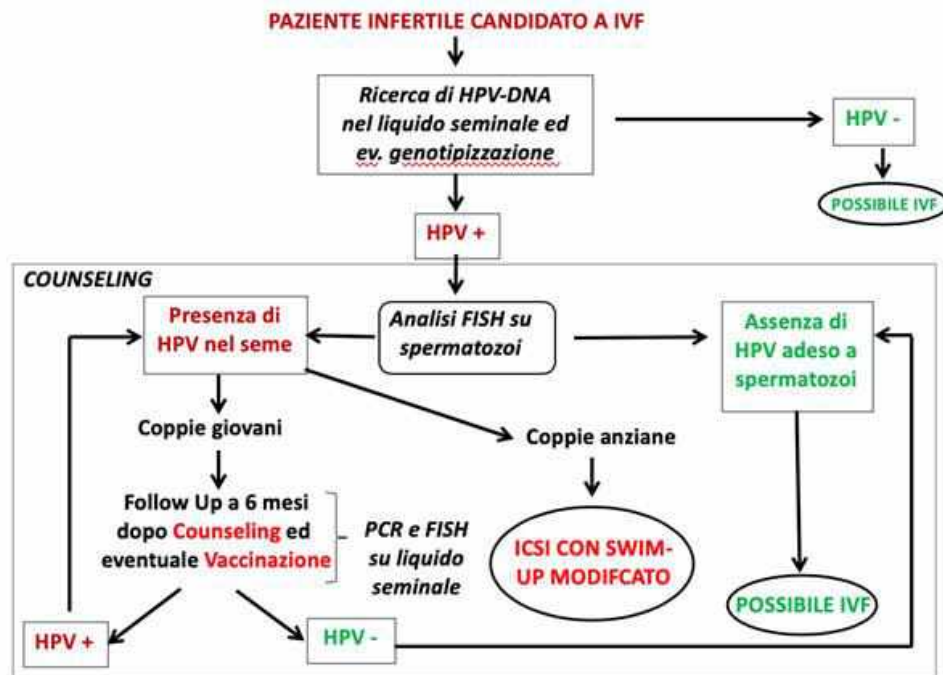 PAZIENTE INFERTILE CANDIDATO A IVF
Ricerca di HPV-DNA
nel liquido seminale ed
ev. genotipizzazione
HPV -
POSSIBILE IVF
HPV +
COUNSELING
Presenza di
HPV nel seme
Analisi FISH su
spermatozoi
Assenza di
HPV adeso a
spermatozoi
Coppie giovani
Coppie anziane
Follow Up a 6 mesi
dopo Counseling ed
eventuale Vaccinazione
PCR e FISH
su liquido
seminale
ICSI CON SWIM-
UP MODIFCATO
POSSIBILE IVF
HPV +
HPV -